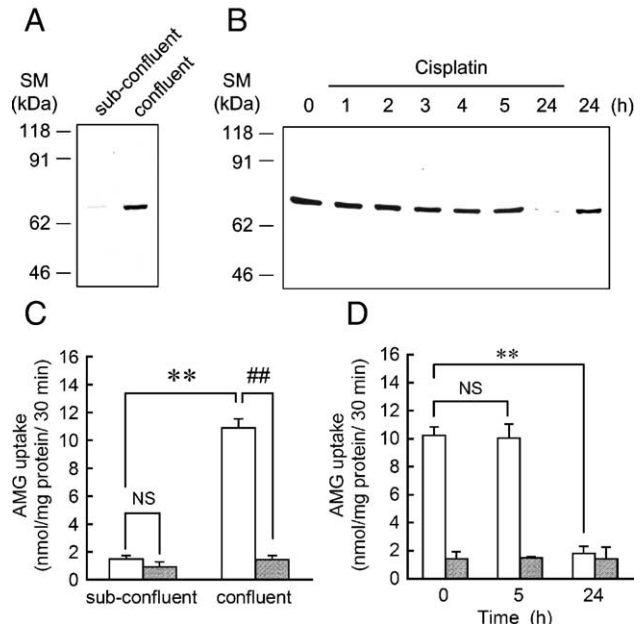 A
SM
(kDa)
sub-confluent
confluent
118
91
62
46
B
Cisplatin
SM
(kDa)
0 1 2 3 4 5 24 24 (h)
118
91
62
46
C
AMG uptake
(nmol/mg protein/ 30 min)
16
14
12
10
8
6
4
2
0
**
##
NS
sub-confluent confluent
D
AMG uptake
(nmol/mg protein/ 30 min)
16
14
12
10
8
6
4
2
0
**
NS
0 5 24
Time (h)